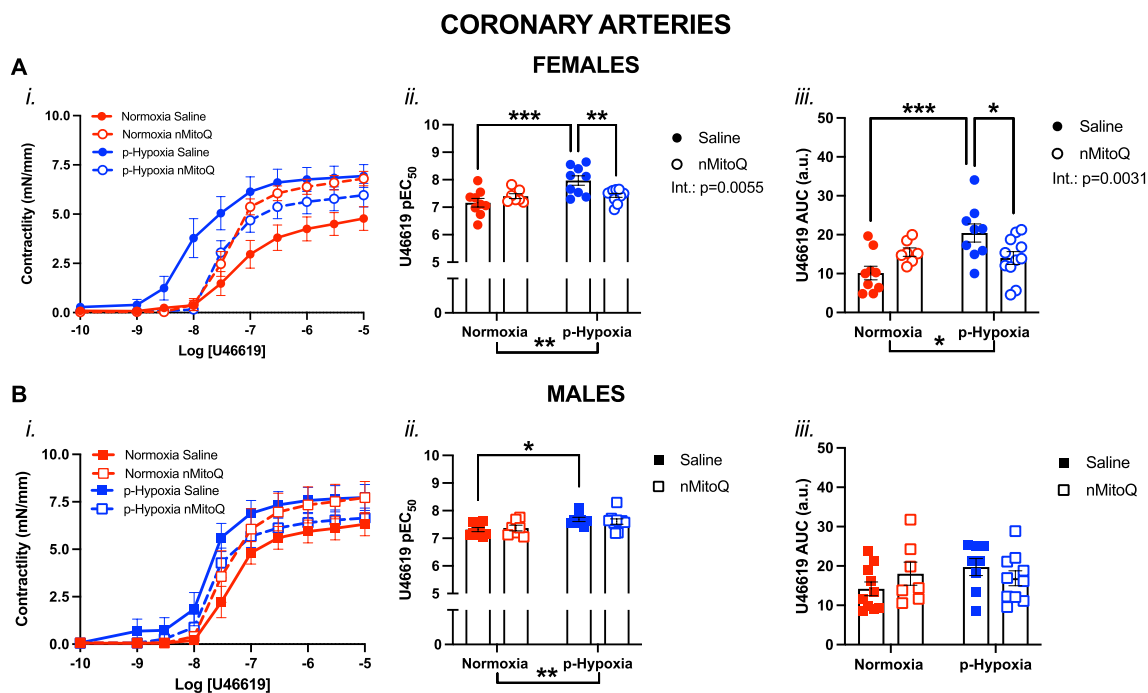 CORONARY ARTERIES
FEMALES
A
i.
Contractlity (mN/mm)
10.0
7.5
5.0
2.5
0.0
-10
-9
-8
-7
-6
-5
Log [U46619]
Normoxia Saline
Normoxia nMitoQ
p-Hypoxia Saline
p-Hypoxia nMitoQ
ii.
U46619 pEC50
10
9
8
7
6
5
0
***
**
Saline
nMitoQ
Int.: p=0.0055
Normoxia
p-Hypoxia
**
iii.
U46619 AUC (a.u.)
50
40
30
20
10
0
***
*
Saline
nMitoQ
Int.: p=0.0031
Normoxia
p-Hypoxia
*
MALES
B
i.
Contractility (mN/mm)
10.0
7.5
5.0
2.5
0.0
-10
-9
-8
-7
-6
-5
Log [U46619]
Normoxia Saline
Normoxia nMitoQ
p-Hypoxia Saline
p-Hypoxia nMitoQ
ii.
U46619 pEC50
10
9
8
7
6
5
0
*
Saline
nMitoQ
Normoxia
p-Hypoxia
**
iii.
U46619 AUC (a.u.)
50
40
30
20
10
0
Saline
nMitoQ
Normoxia
p-Hypoxia